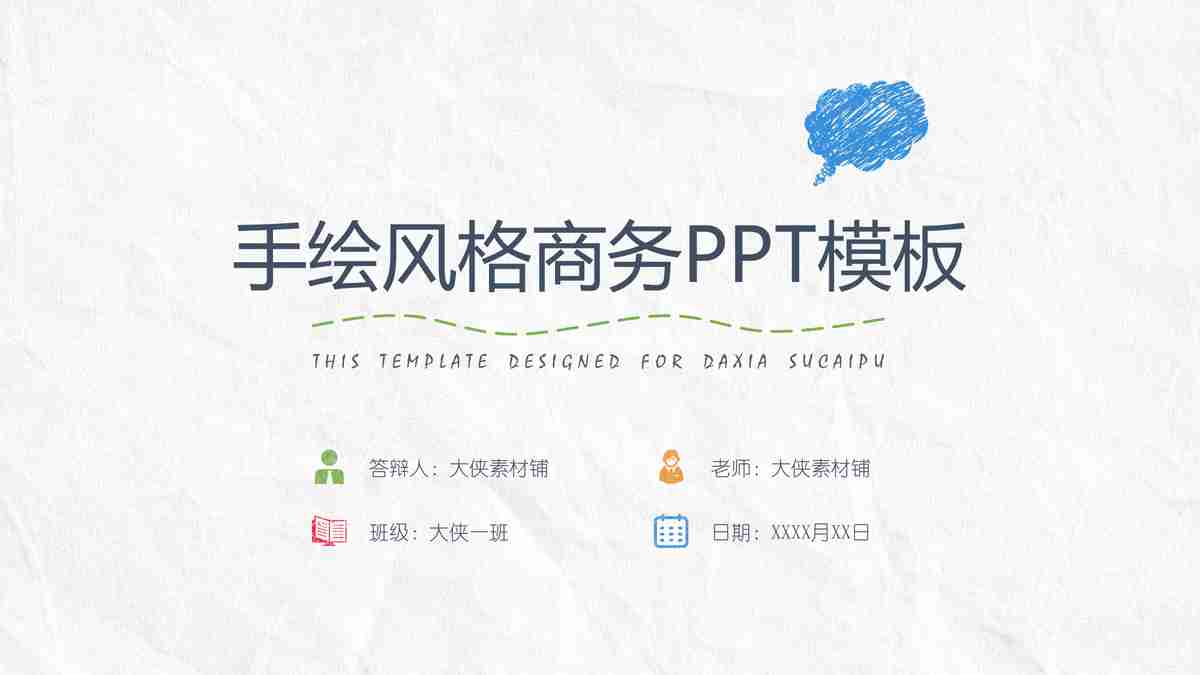 手绘风格商务PPT模板
THIS TEMPLATE DESIGNED FOR DAXIA SUCAIPU
答辩人：大侠素材铺
老师：大侠素材铺
班级：大侠一班
日期：XXXX月XX日